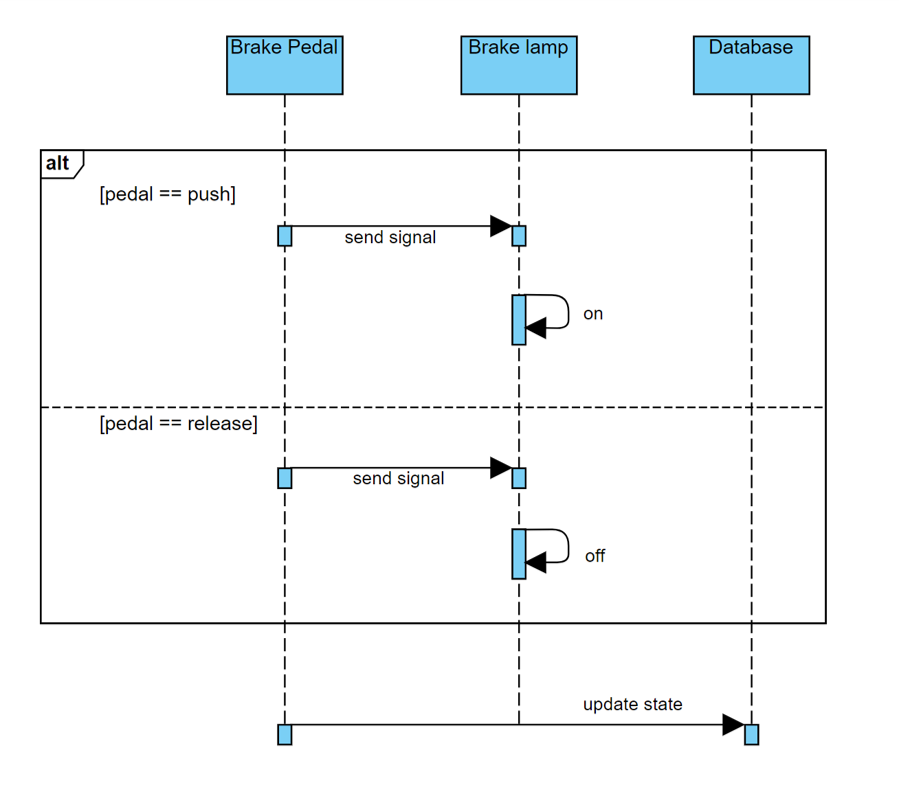 Brake Pedal
Brake lamp
Database
alt
[pedal == push]
send signal
on
[pedal == release]
send signal
off
update state